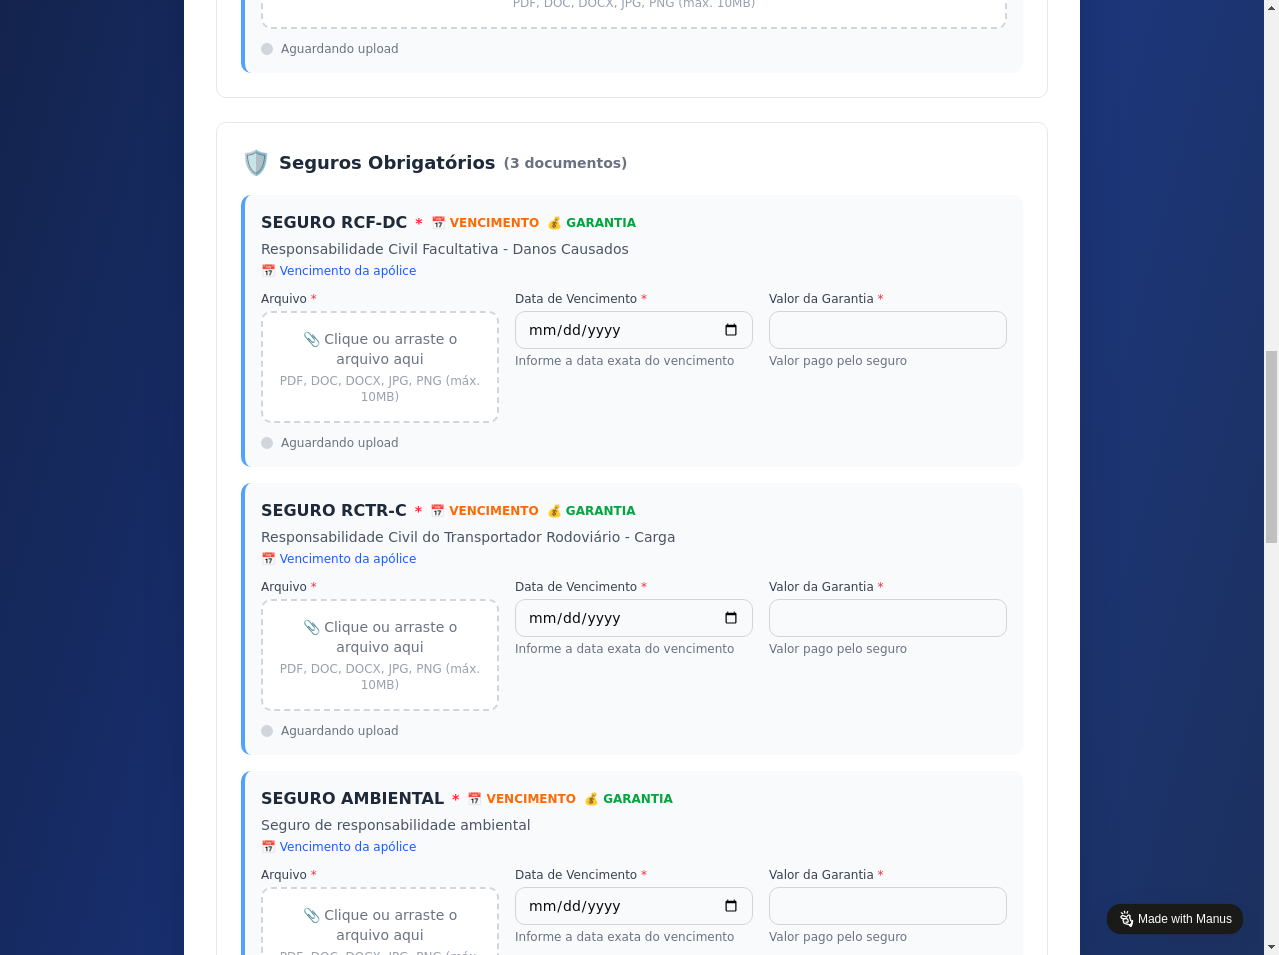 PDF, DOC, DOCX, JPG, PNG (máx. 10MB)
Aguardando upload
Seguros Obrigatórios (3 documentos)
SEGURO RCF-DC * VENCIMENTO GARANTIA
Responsabilidade Civil Facultativa - Danos Causados
Vencimento da apólice
Arquivo * Data de Vencimento * Valor da Garantia *
Clique ou arraste o mm/dd/yyyy
arquivo aqui
Informe a data exata do vencimento Valor pago pelo seguro
PDF, DOC, DOCX, JPG, PNG (máx.
10MB)
Aguardando upload
SEGURO RCTR-C * VENCIMENTO GARANTIA
Responsabilidade Civil do Transportador Rodoviário - Carga
Vencimento da apólice
Arquivo * Data de Vencimento * Valor da Garantia *
Clique ou arraste o mm/dd/yyyy
arquivo aqui
Informe a data exata do vencimento Valor pago pelo seguro
PDF, DOC, DOCX, JPG, PNG (máx.
10MB)
Aguardando upload
SEGURO AMBIENTAL * VENCIMENTO GARANTIA
Seguro de responsabilidade ambiental
Vencimento da apólice
Arquivo * Data de Vencimento * Valor da Garantia *
Clique ou arraste o mm/dd/yyyy
arquivo aqui
Informe a data exata do vencimento Valor pago pelo seguro
PDF, DOC, DOCX, JPG, PNG (máx.
Made with Manus